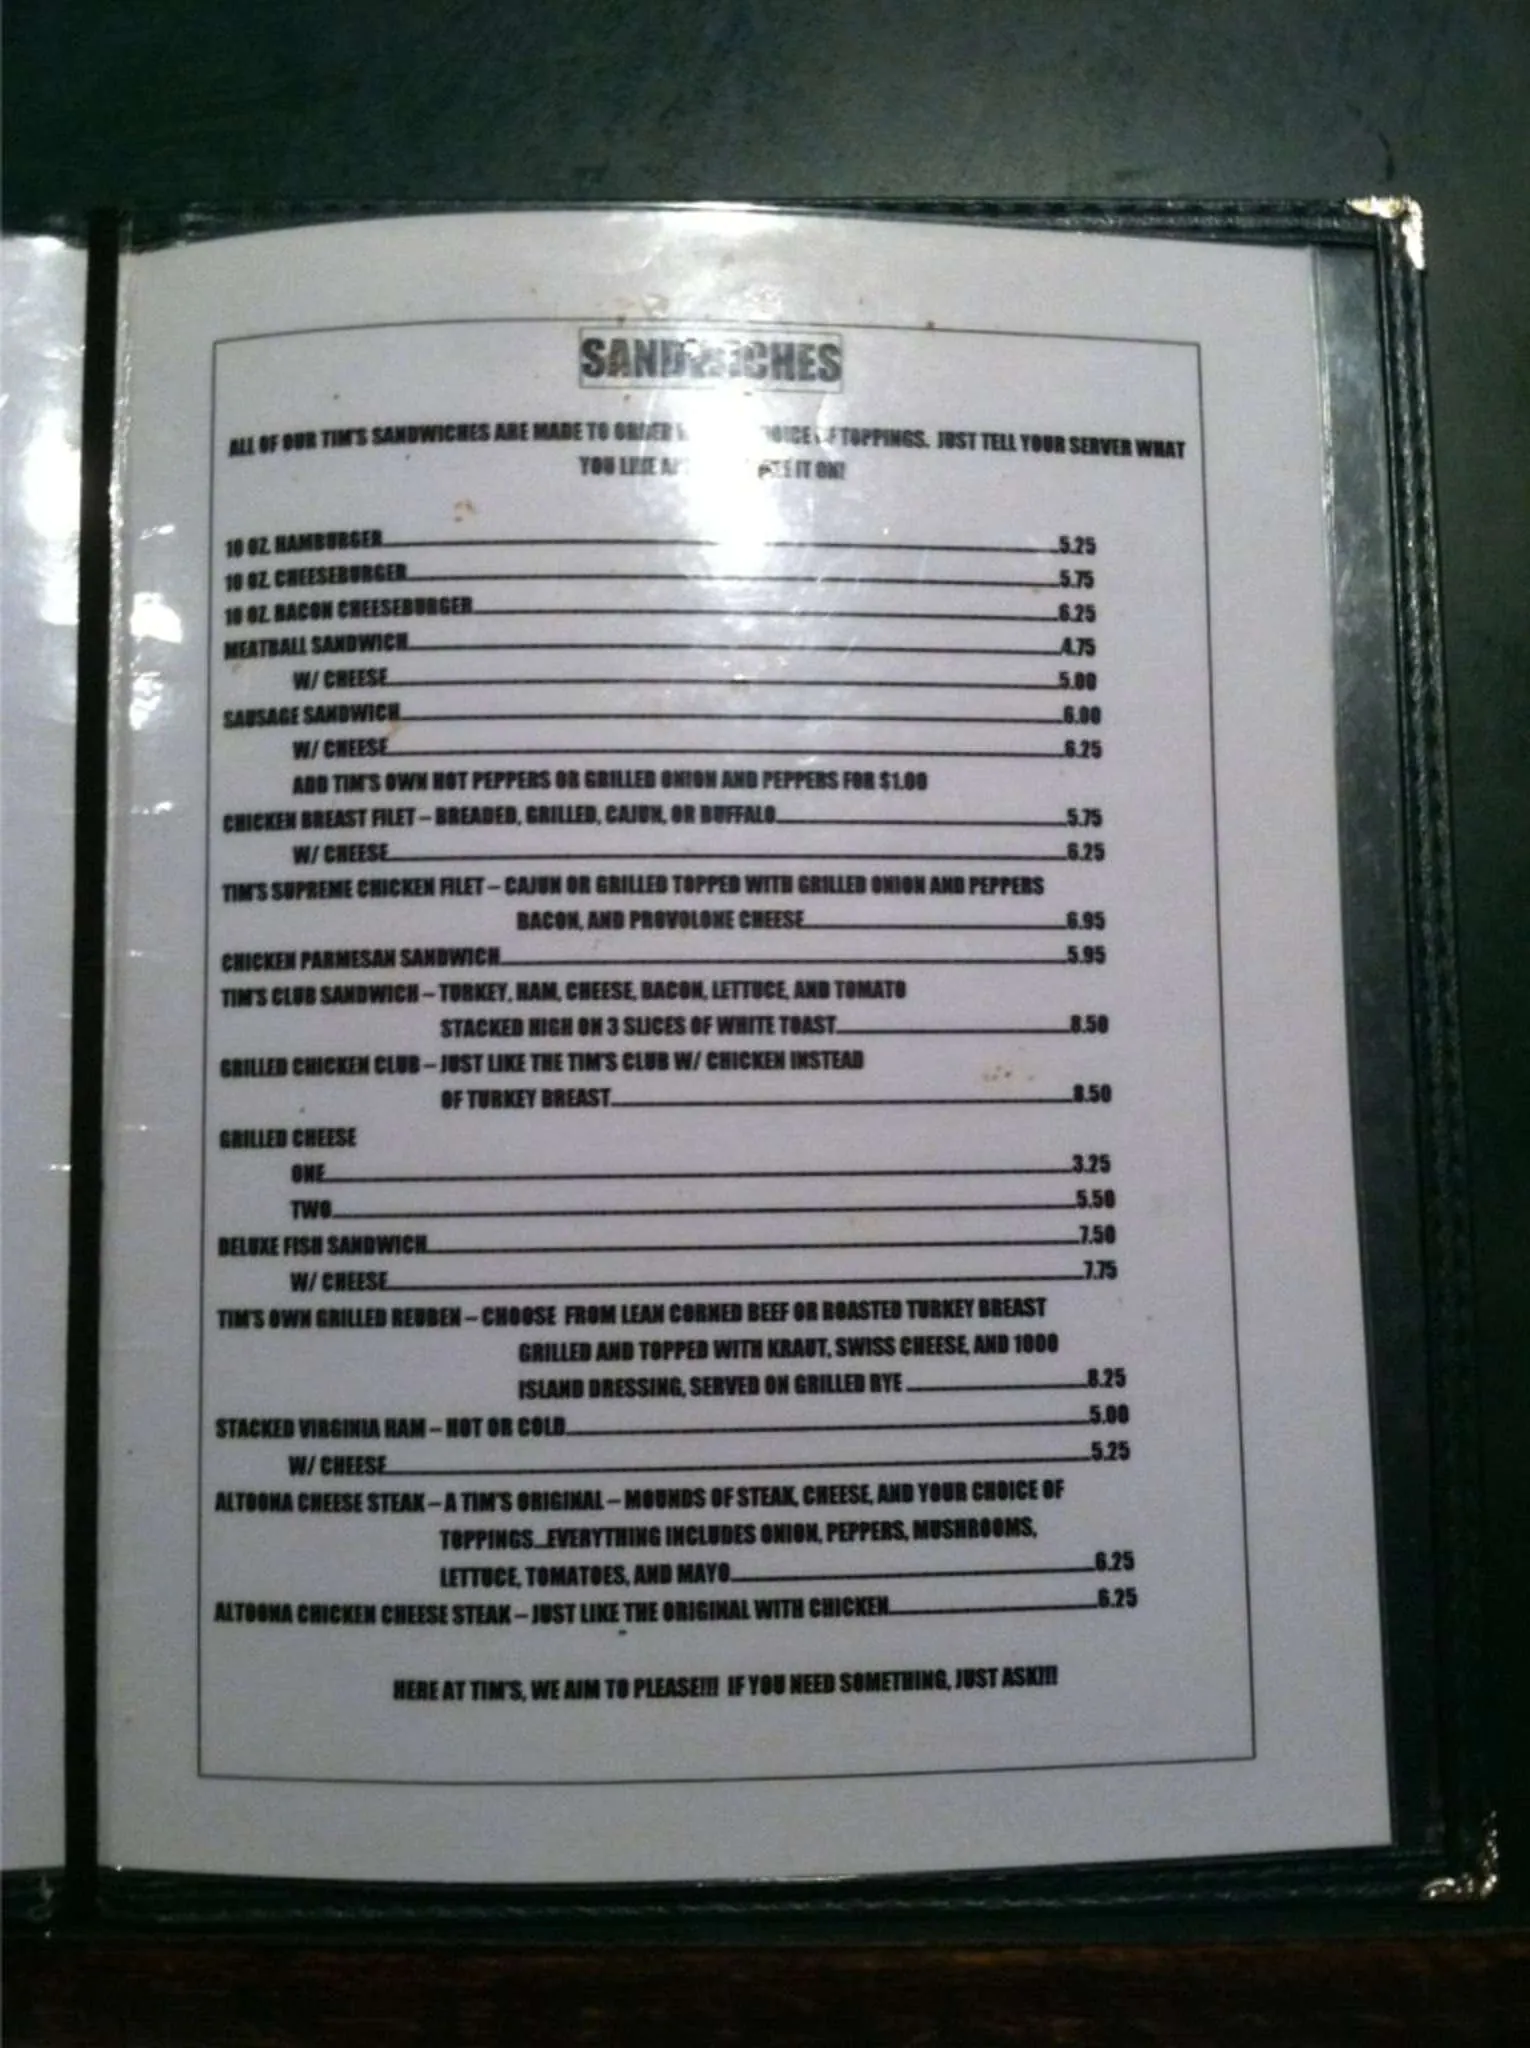 SANDWICHES
ALL OF OUR TIM'S SANDWICHES ARE MADE TO ORDER CHOICE OF TOPPINGS. JUST TELL YOUR SERVER WHAT
YOU LIKE IT ON!
10 OZ. HAMBURGER 5.25
10 OZ. CHEESEBURGER 5.75
10 OZ. BACON CHEESEBURGER 6.25
MEATBALL SANDWICH 4.75
W/ CHEESE 5.00
SAUSAGE SANDWICH 6.00
W/ CHEESE 6.25
ADD TIM'S OWN HOT PEPPERS OR GRILLED ONION AND PEPPERS FOR $1.00
CHICKEN BREAST FILET – BREADED, GRILLED, CAJUN, OR BUFFALO 5.75
W/ CHEESE 6.25
TIM'S SUPREME CHICKEN FILET – CAJUN OR GRILLED TOPPED WITH GRILLED ONION AND PEPPERS
BACON, AND PROVOLONE CHEESE 6.95
CHICKEN PARMESAN SANDWICH 5.95
TIM'S CLUB SANDWICH – TURKEY, HAM, CHEESE, BACON, LETTUCE, AND TOMATO
STACKED HIGH ON 3 SLICES OF WHITE TOAST 8.50
GRILLED CHICKEN CLUB – JUST LIKE THE TIM'S CLUB W/ CHICKEN INSTEAD
OF TURKEY BREAST 8.50
GRILLED CHEESE
ONE 3.25
TWO 5.50
DELUXE FISH SANDWICH 7.50
W/ CHEESE 7.75
TIM'S OWN GRILLED REUBEN – CHOOSE FROM LEAN CORNED BEEF OR ROASTED TURKEY BREAST
GRILLED AND TOPPED WITH KRAUT, SWISS CHEESE, AND 1000
ISLAND DRESSING, SERVED ON GRILLED RYE 8.25
STACKED VIRGINIA HAM – HOT OR COLD 5.00
W/ CHEESE 5.25
ALTOONA CHEESE STEAK – A TIM'S ORIGINAL – MOUNDS OF STEAK, CHEESE, AND YOUR CHOICE OF
TOPPINGS...EVERYTHING INCLUDES ONION, PEPPERS, MUSHROOMS,
LETTUCE, TOMATOES, AND MAYO 6.25
ALTOONA CHICKEN CHEESE STEAK – JUST LIKE THE ORIGINAL WITH CHICKEN 6.25
HERE AT TIM'S, WE AIM TO PLEASE!!! IF YOU NEED SOMETHING, JUST ASK!!!